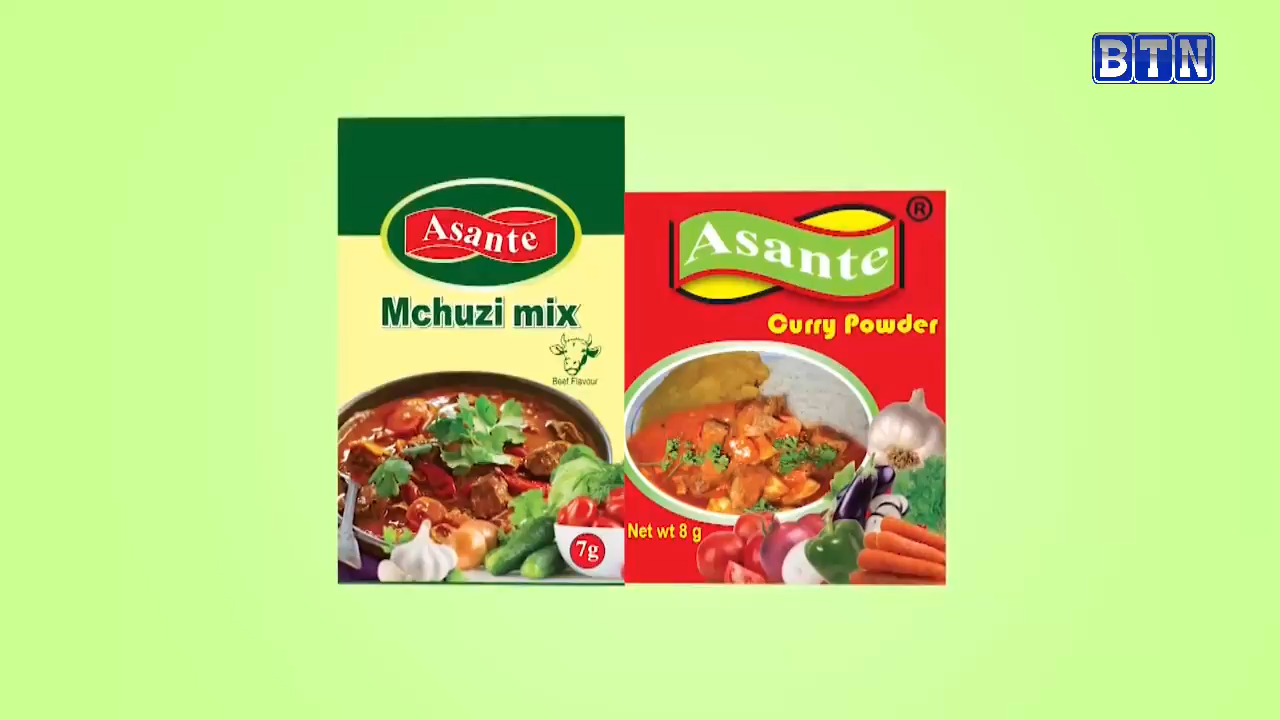 BTN
Asante
Mchuzi mix
Beef Flavour
7g
Asante
®
Curry Powder
Net wt 8 g